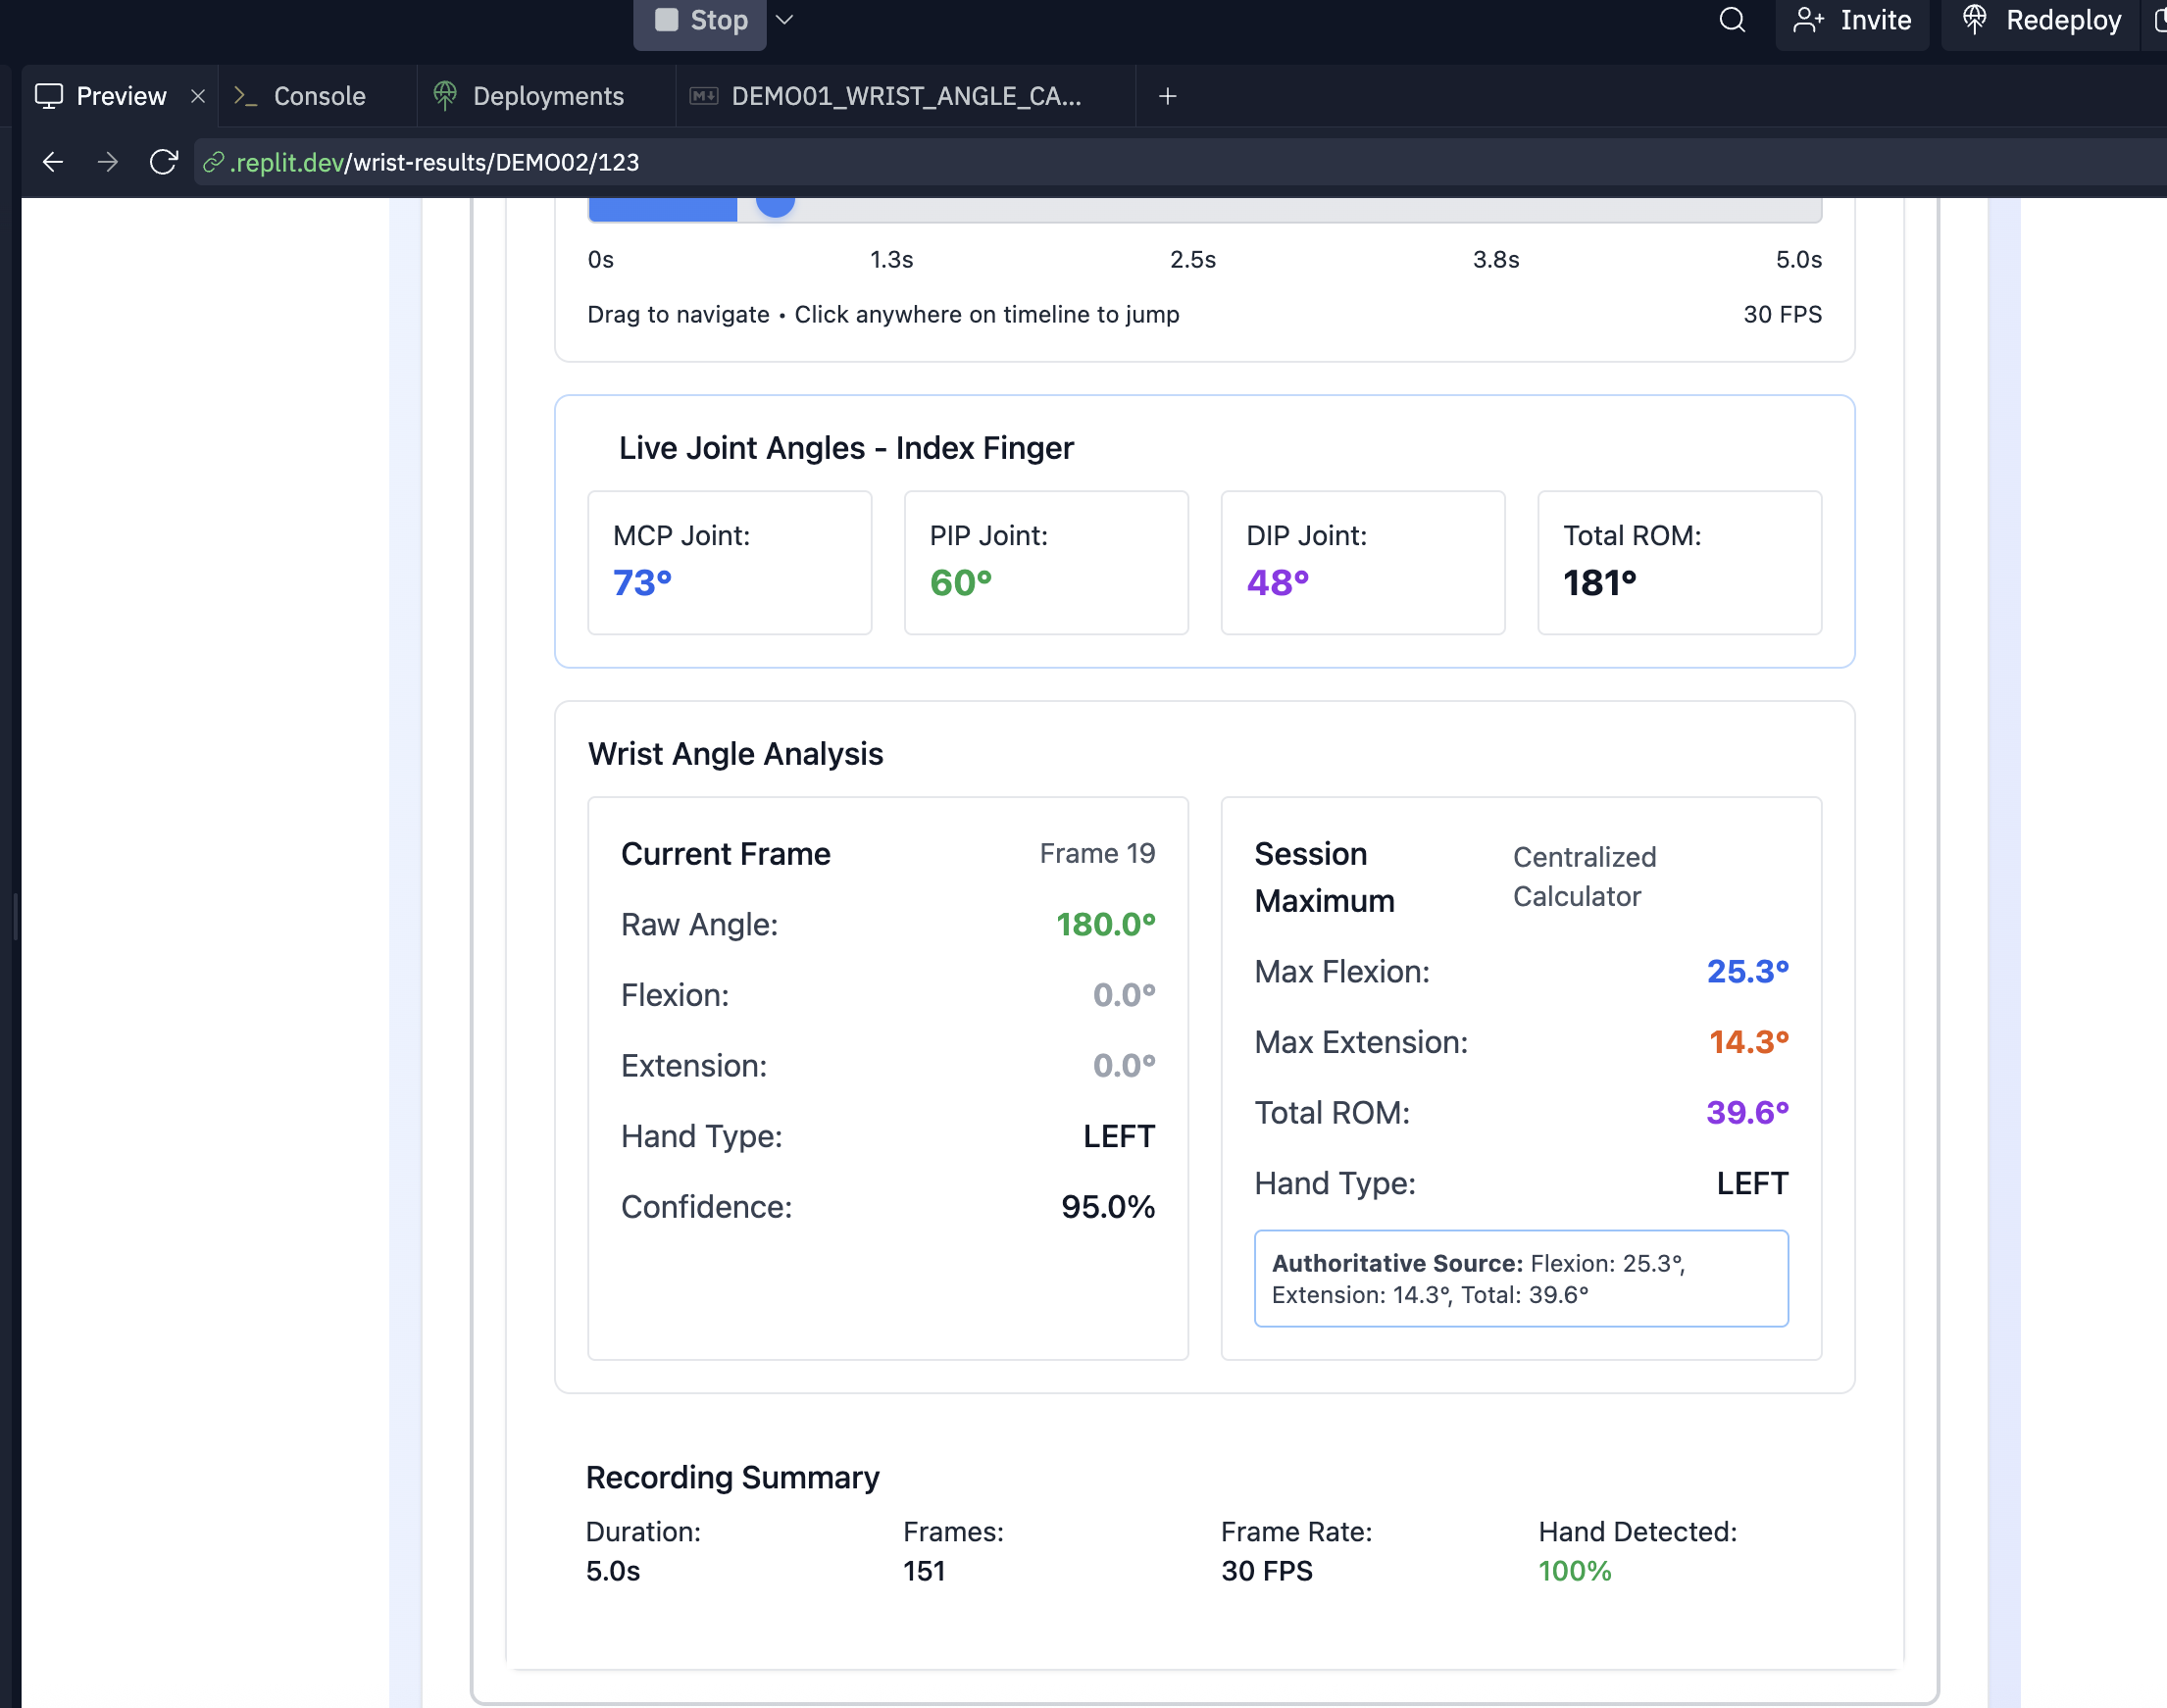 Stop
Invite
Redeploy
Preview
Console
Deployments
DEMO01_WRIST_ANGLE_CA...
.replit.dev/wrist-results/DEMO02/123
0s 1.3s 2.5s 3.8s 5.0s
Drag to navigate • Click anywhere on timeline to jump 30 FPS
Live Joint Angles - Index Finger
MCP Joint: PIP Joint: DIP Joint: Total ROM:
73° 60° 48° 181°
Wrist Angle Analysis
Current Frame Frame 19
Raw Angle: 180.0°
Flexion: 0.0°
Extension: 0.0°
Hand Type: LEFT
Confidence: 95.0%
Session
Maximum
Centralized
Calculator
Max Flexion: 25.3°
Max Extension: 14.3°
Total ROM: 39.6°
Hand Type: LEFT
Authoritative Source: Flexion: 25.3°,
Extension: 14.3°, Total: 39.6°
Recording Summary
Duration: Frames: Frame Rate: Hand Detected:
5.0s 151 30 FPS 100%